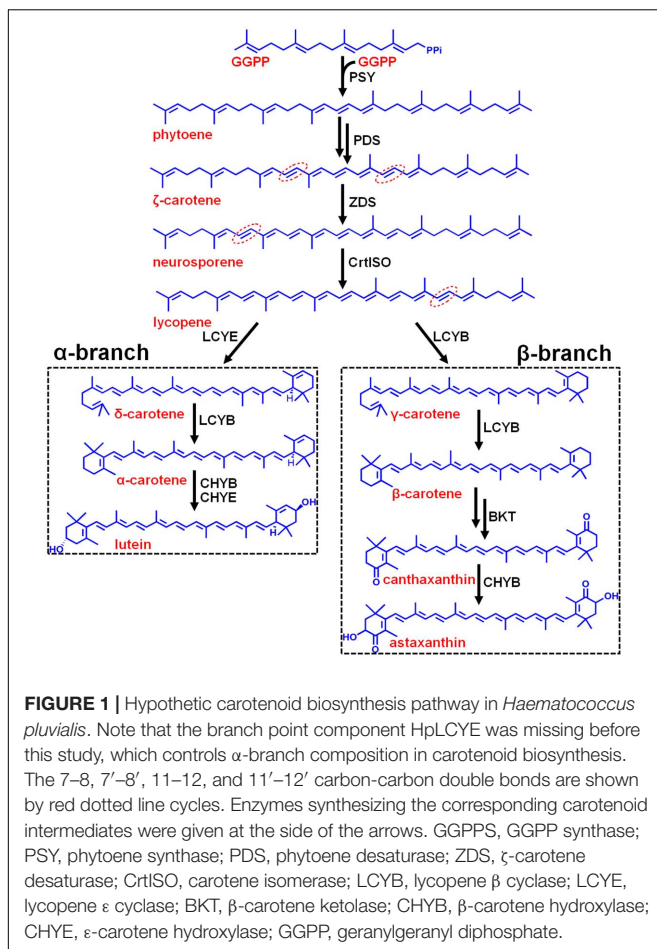 GGPP
PPi
GGPP
PSY
phytoene
PDS
ζ-carotene
ZDS
neurosporene
CrtISO
lycopene
LCYE
LCYB
α-branch
β-branch
H
δ-carotene
LCYB
α-carotene
H
CHYB
CHYE
OH
lutein
H
HO
γ-carotene
LCYB
β-carotene
BKT
O
canthaxanthin
O
CHYB
O
OH
HO
O
astaxanthin
FIGURE 1 | Hypothetic carotenoid biosynthesis pathway in Haematococcus
pluvialis. Note that the branch point component HpLCYE was missing before
this study, which controls α-branch composition in carotenoid biosynthesis.
The 7–8, 7′–8′, 11–12, and 11′–12′ carbon-carbon double bonds are shown
by red dotted line cycles. Enzymes synthesizing the corresponding carotenoid
intermediates were given at the side of the arrows. GGPPS, GGPP synthase;
PSY, phytoene synthase; PDS, phytoene desaturase; ZDS, ζ-carotene
desaturase; CrtISO, carotene isomerase; LCYB, lycopene β cyclase; LCYE,
lycopene ε cyclase; BKT, β-carotene ketolase; CHYB, β-carotene hydroxylase;
CHYE, ε-carotene hydroxylase; GGPP, geranylgeranyl diphosphate.